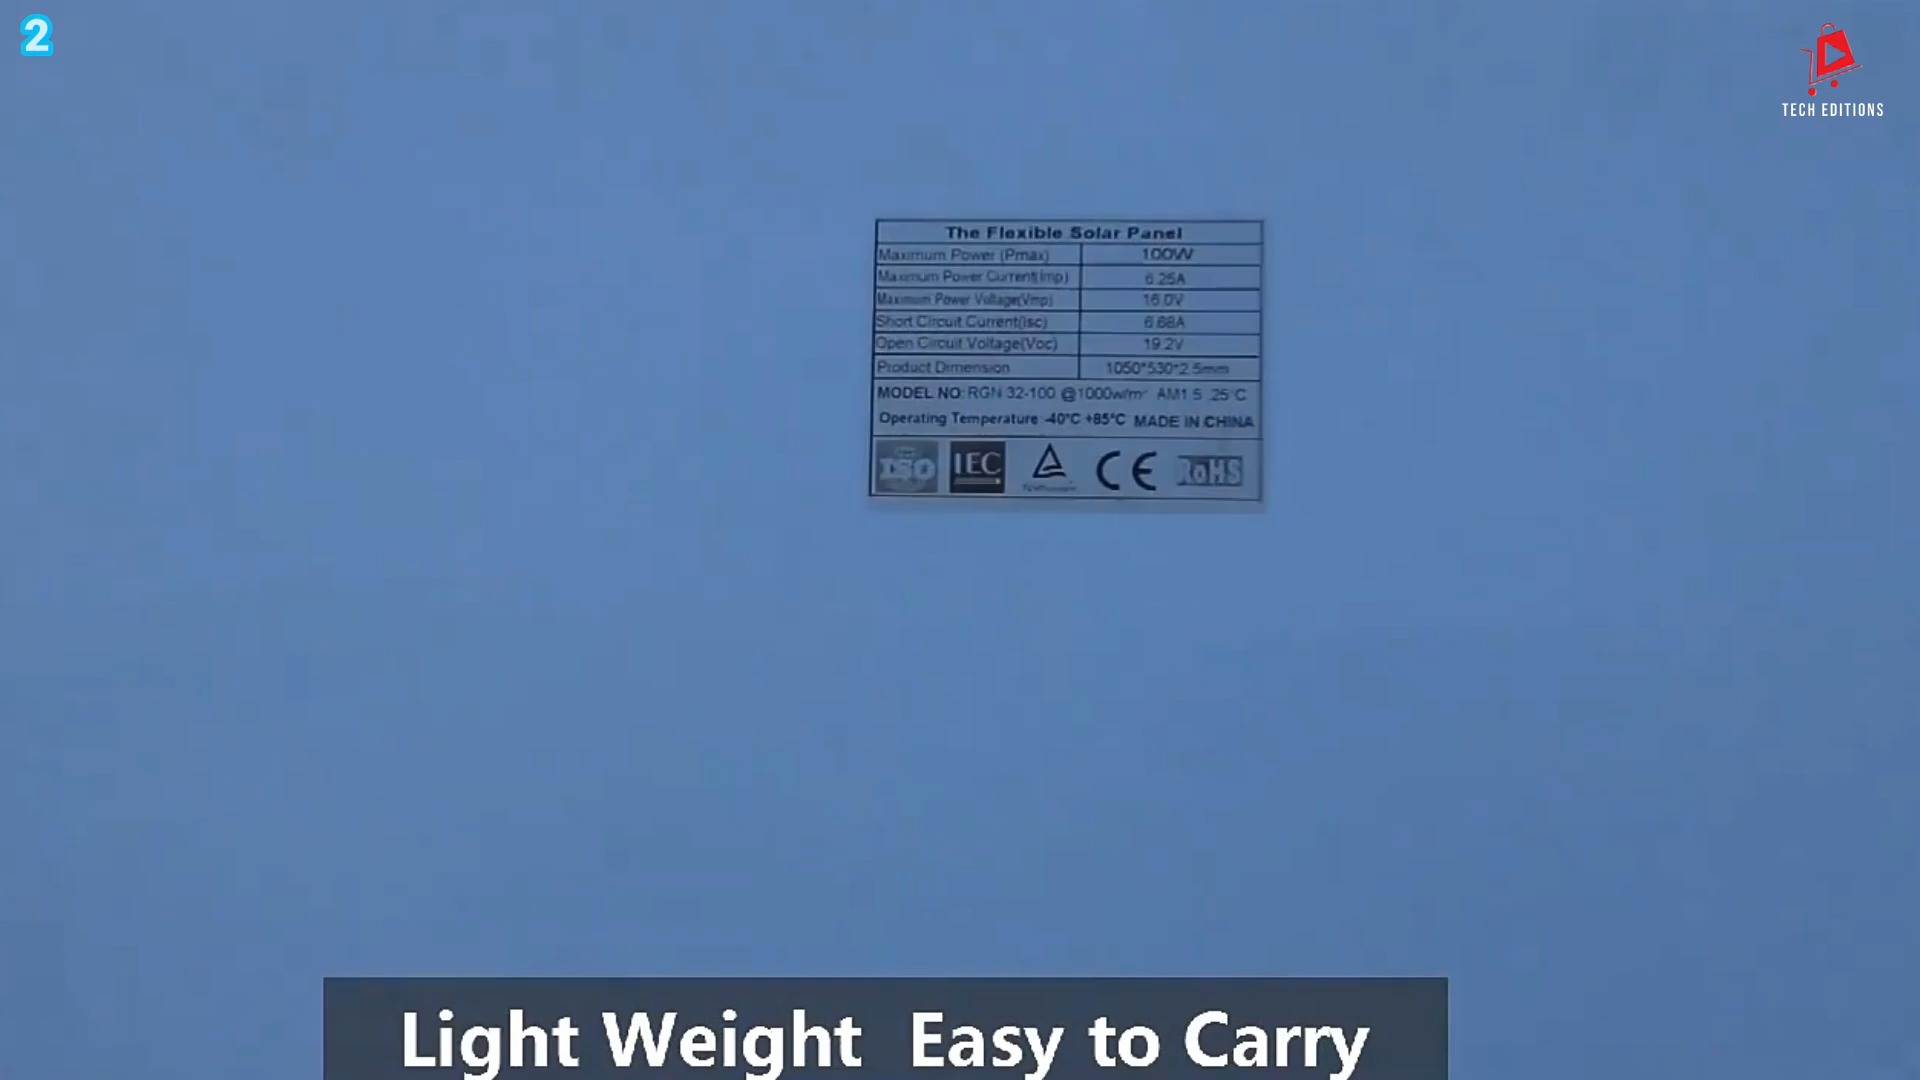 2
TECH EDITIONS
The Flexible Solar Panel
Maximum Power (Pmax) 100W
Maximum Power Current(Imp) 6.25A
Maximum Power Voltage(Vmp) 16.0V
Short Circuit Current(Isc) 6.68A
Open Circuit Voltage(Voc) 19.2V
Product Dimension 1050*530*2.5mm
MODEL NO: RGN 32-100 @1000w/m² AM1.5 25°C
Operating Temperature -40°C +85°C MADE IN CHINA
ISO IEC CE RoHS
Light Weight Easy to Carry